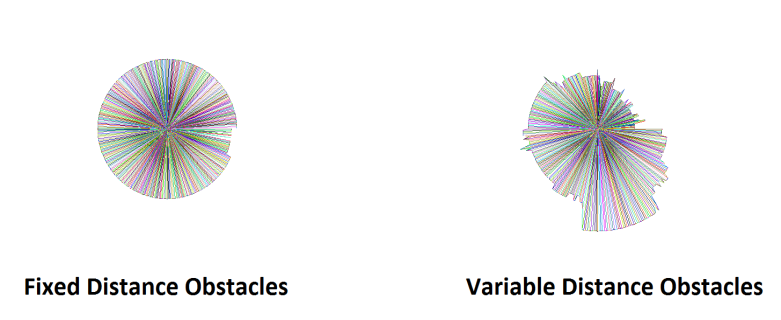 Fixed Distance Obstacles
Variable Distance Obstacles